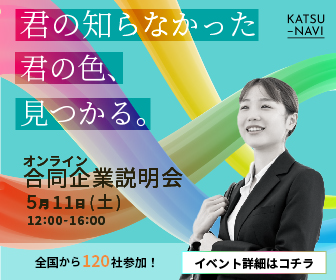 君の知らなかった
KATSU
-NAVI
君の色、
見つかる。
オンライン
合同企業説明会
5月11日(土)
12:00-16:00
全国から120社参加！
イベント詳細はコチラ